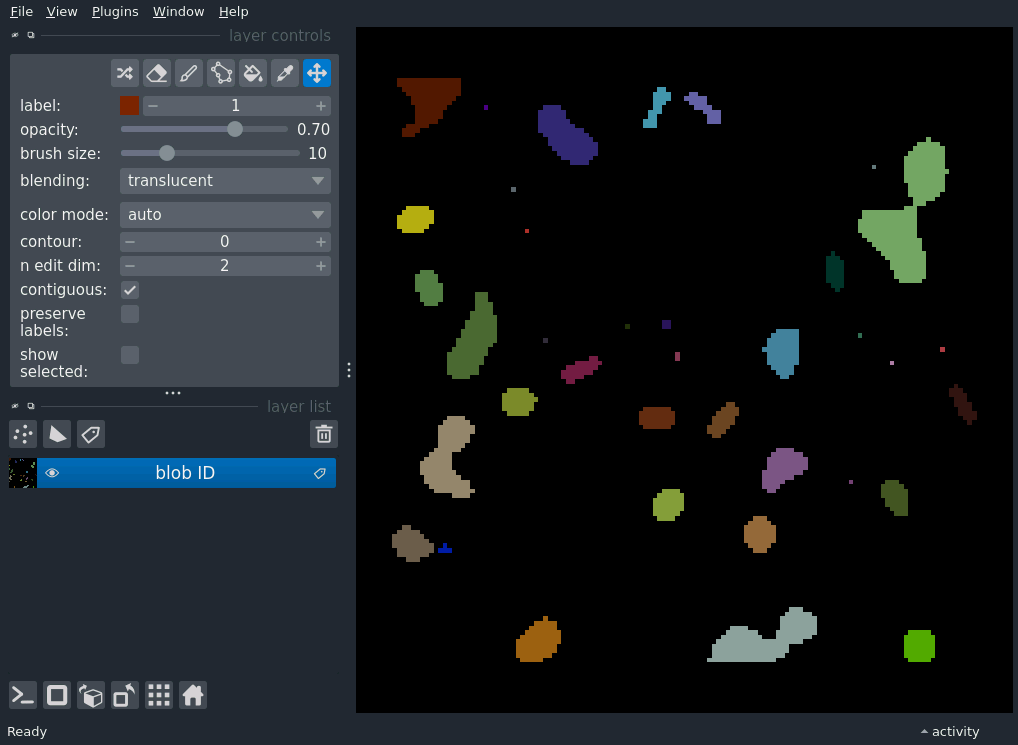 File View Plugins Window Help
layer controls
label: 1
opacity: 0.70
brush size: 10
blending: translucent
color mode: auto
contour: 0
n edit dim: 2
contiguous:
preserve
labels:
show
selected:
layer list
blob ID
Ready
activity